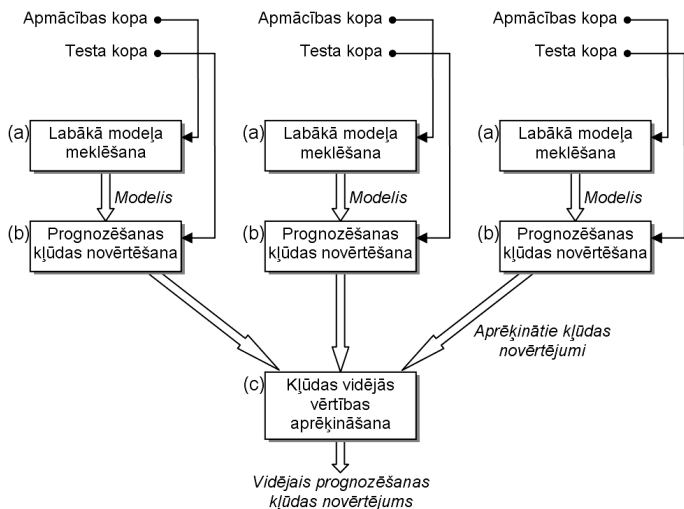 Apmācības kopa
Apmācības kopa
Apmācības kopa
Testa kopa
Testa kopa
Testa kopa
(a)
Labākā modeļa
meklēšana
(a)
Labākā modeļa
meklēšana
(a)
Labākā modeļa
meklēšana
Modelis
Modelis
Modelis
(b)
Prognozēšanas
kļūdas novērtēšana
(b)
Prognozēšanas
kļūdas novērtēšana
(b)
Prognozēšanas
kļūdas novērtēšana
Aprēķinātie kļūdas
novērtējumi
(c)
Kļūdas vidējās
vērtības
aprēķināšana
Vidējais prognozēšanas
kļūdas novērtējums